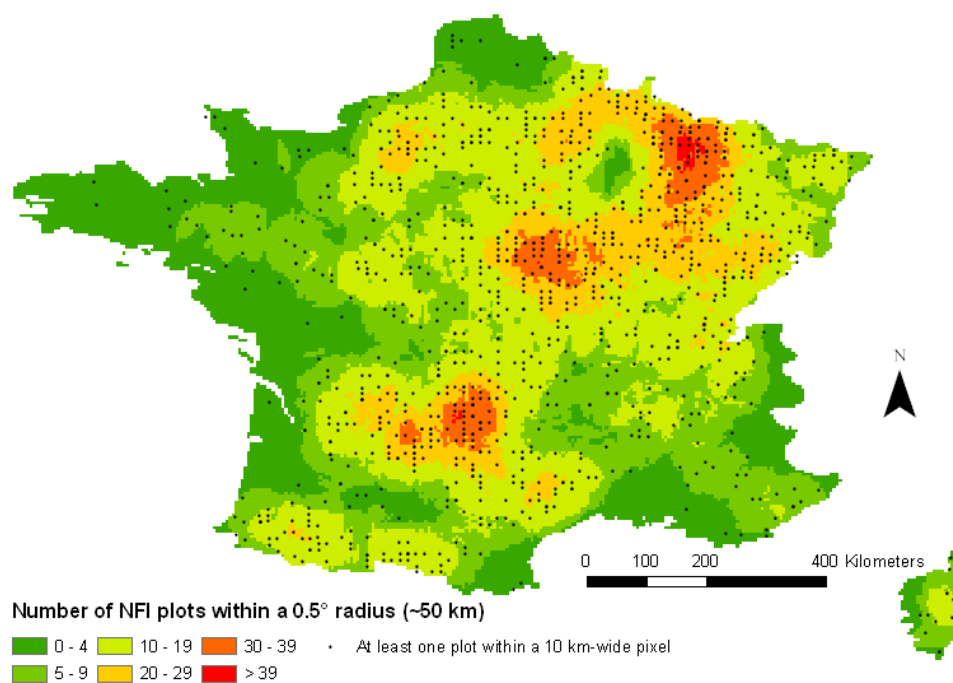 N
0 100 200 400 Kilometers
Number of NFI plots within a 0.5° radius (~50 km)
0 - 4 10 - 19 30 - 39 At least one plot within a 10 km-wide pixel
5 - 9 20 - 29 > 39